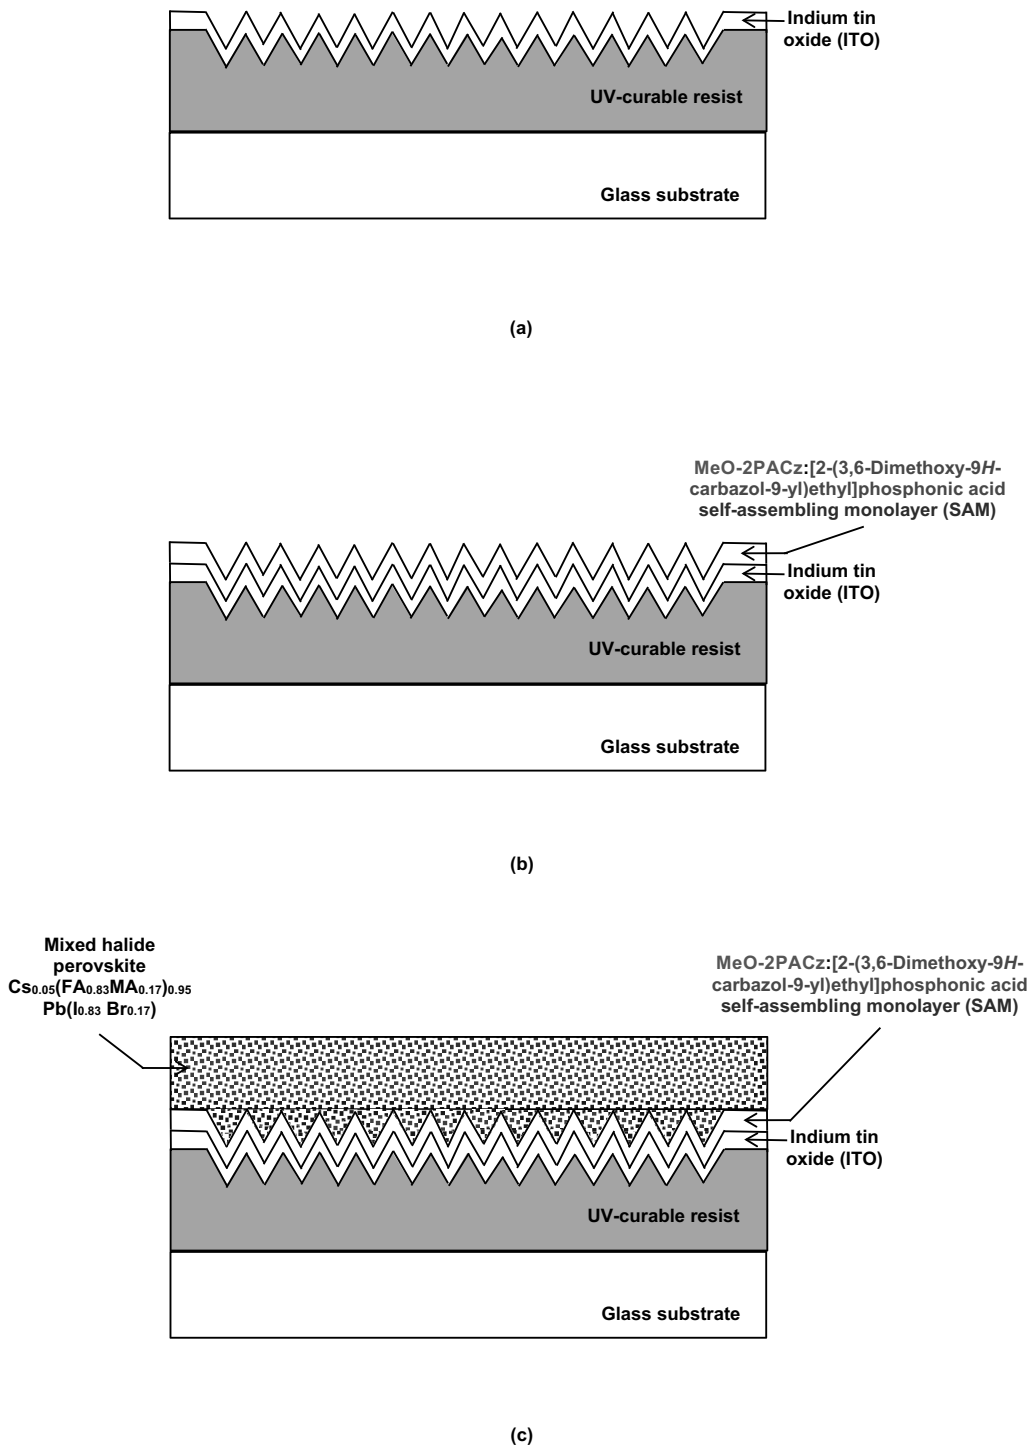 Indium tin
oxide (ITO)
UV-curable resist
Glass substrate
(a)
MeO-2PACz:[2-(3,6-Dimethoxy-9H-
carbazol-9-yl)ethyl]phosphonic acid
self-assembling monolayer (SAM)
Indium tin
oxide (ITO)
UV-curable resist
Glass substrate
(b)
Mixed halide
perovskite
Cs0.05(FA0.83MA0.17)0.95
Pb(I0.83 Br0.17)
MeO-2PACz:[2-(3,6-Dimethoxy-9H-
carbazol-9-yl)ethyl]phosphonic acid
self-assembling monolayer (SAM)
Indium tin
oxide (ITO)
UV-curable resist
Glass substrate
(c)